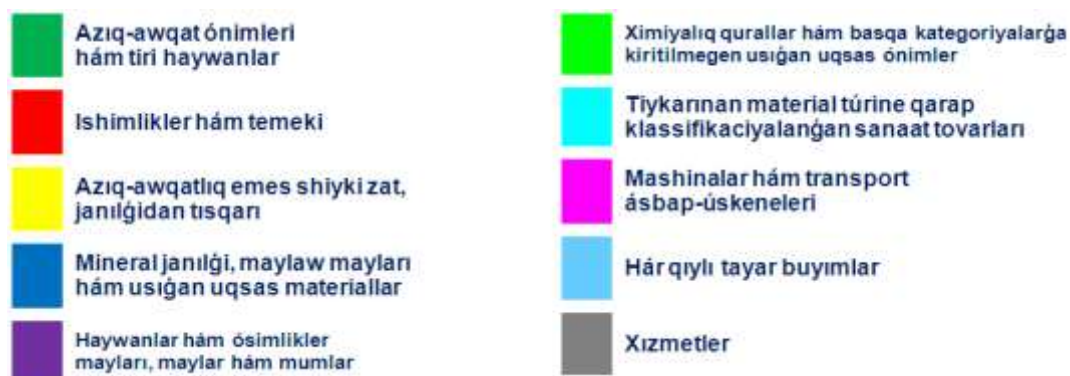 Azıq-awqat ónimleri
hám tiri haywanlar
Ishimlikler hám temeki
Azıq-awqatlıq emes shiyki zat,
janılǵidan tısqarı
Mineral janılǵi, maylaw mayları
hám usıǵan uqsas materiallar
Haywanlar hám ósimlikler
mayları, maylar hám mumlar
Ximiyalıq qurallar hám basqa kategoriyalarǵa
kiritilmegen usıǵan uqsas ónimler
Tiykarınan material túrine qarap
klassifikaciyalanǵan sanaat tovarları
Mashinalar hám transport
ásbap-úskeneleri
Hár qıylı tayar buyımlar
Xızmetler